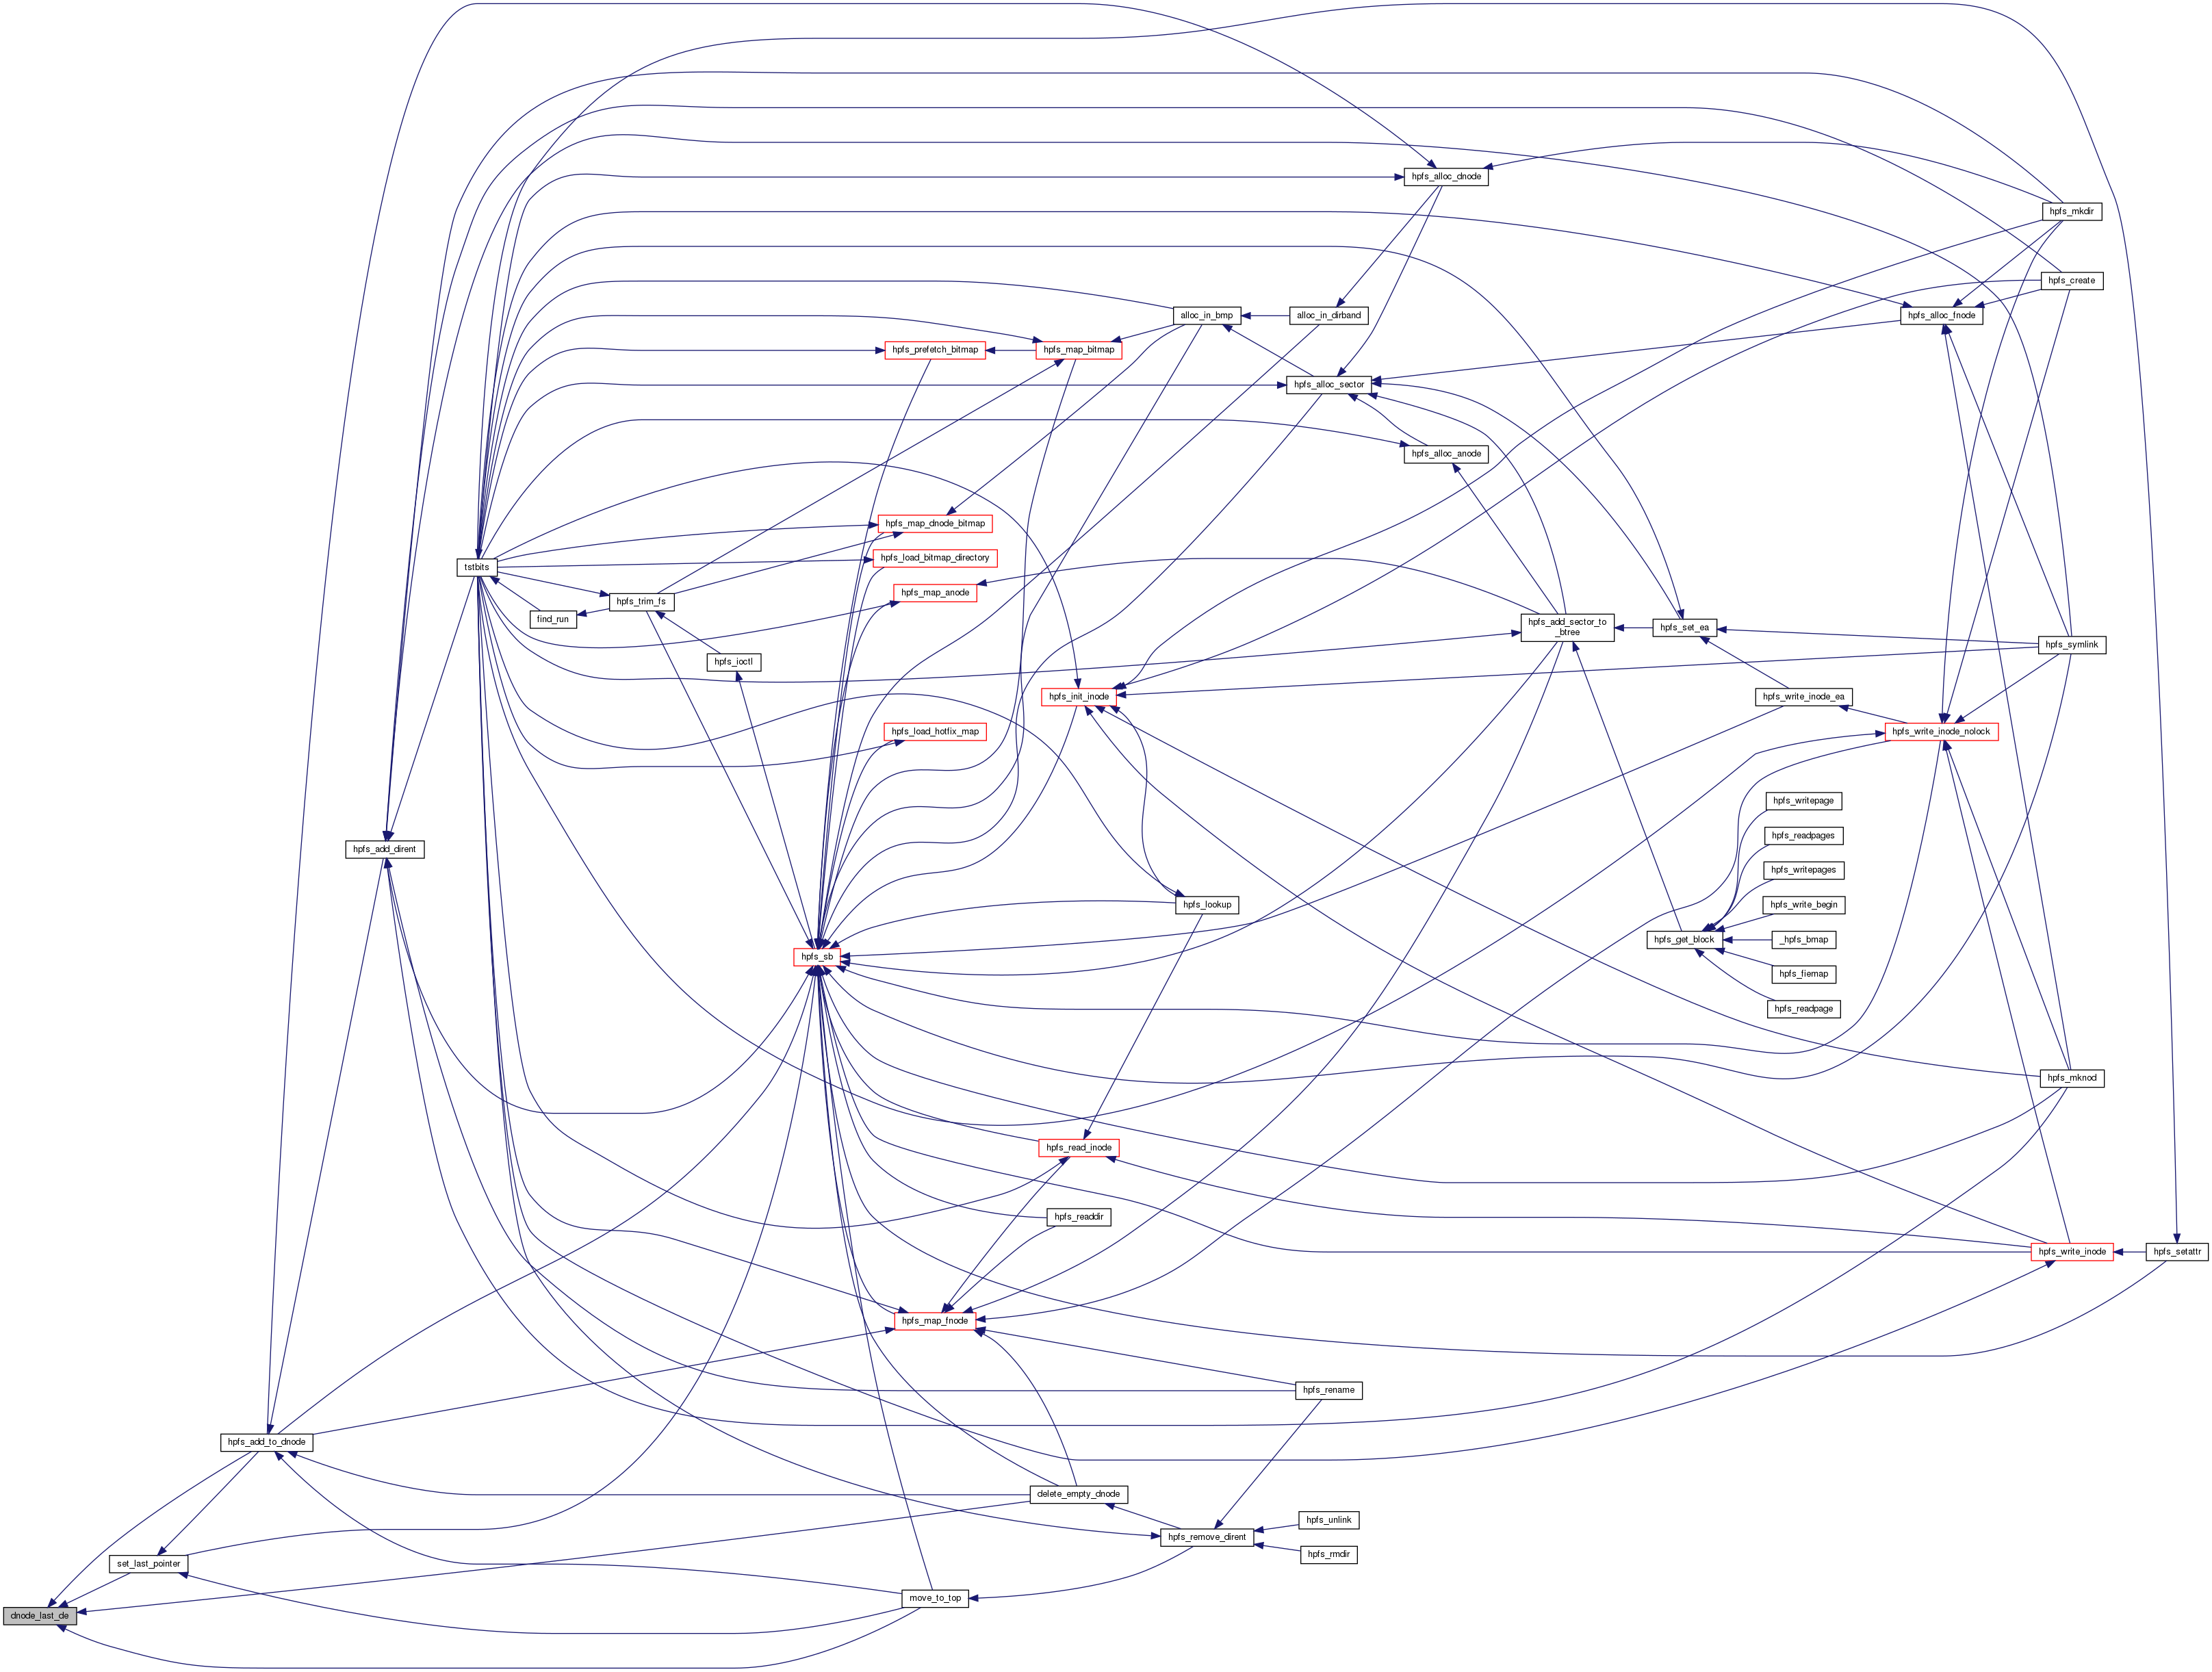 hpfs_alloc_dnode
hpfs_mkdir
hpfs_create
alloc_in_bmp
alloc_in_dirband
hpfs_alloc_fnode
hpfs_prefetch_bitmap
hpfs_map_bitmap
hpfs_alloc_sector
hpfs_alloc_anode
hpfs_map_dnode_bitmap
hpfs_load_bitmap_directory
tstbits
hpfs_map_anode
hpfs_trim_fs
find_run
hpfs_add_sector_to
_btree
hpfs_set_ea
hpfs_symlink
hpfs_ioctl
hpfs_init_inode
hpfs_write_inode_ea
hpfs_load_hotfix_map
hpfs_write_inode_nolock
hpfs_writepage
hpfs_readpages
hpfs_add_dirent
hpfs_writepages
hpfs_lookup
hpfs_write_begin
hpfs_get_block
_hpfs_bmap
hpfs_sb
hpfs_fiemap
hpfs_readpage
hpfs_mknod
hpfs_read_inode
hpfs_readdir
hpfs_write_inode
hpfs_setattr
hpfs_map_fnode
hpfs_rename
hpfs_add_to_dnode
delete_empty_dnode
hpfs_unlink
hpfs_remove_dirent
hpfs_rmdir
set_last_pointer
move_to_top
dnode_last_de